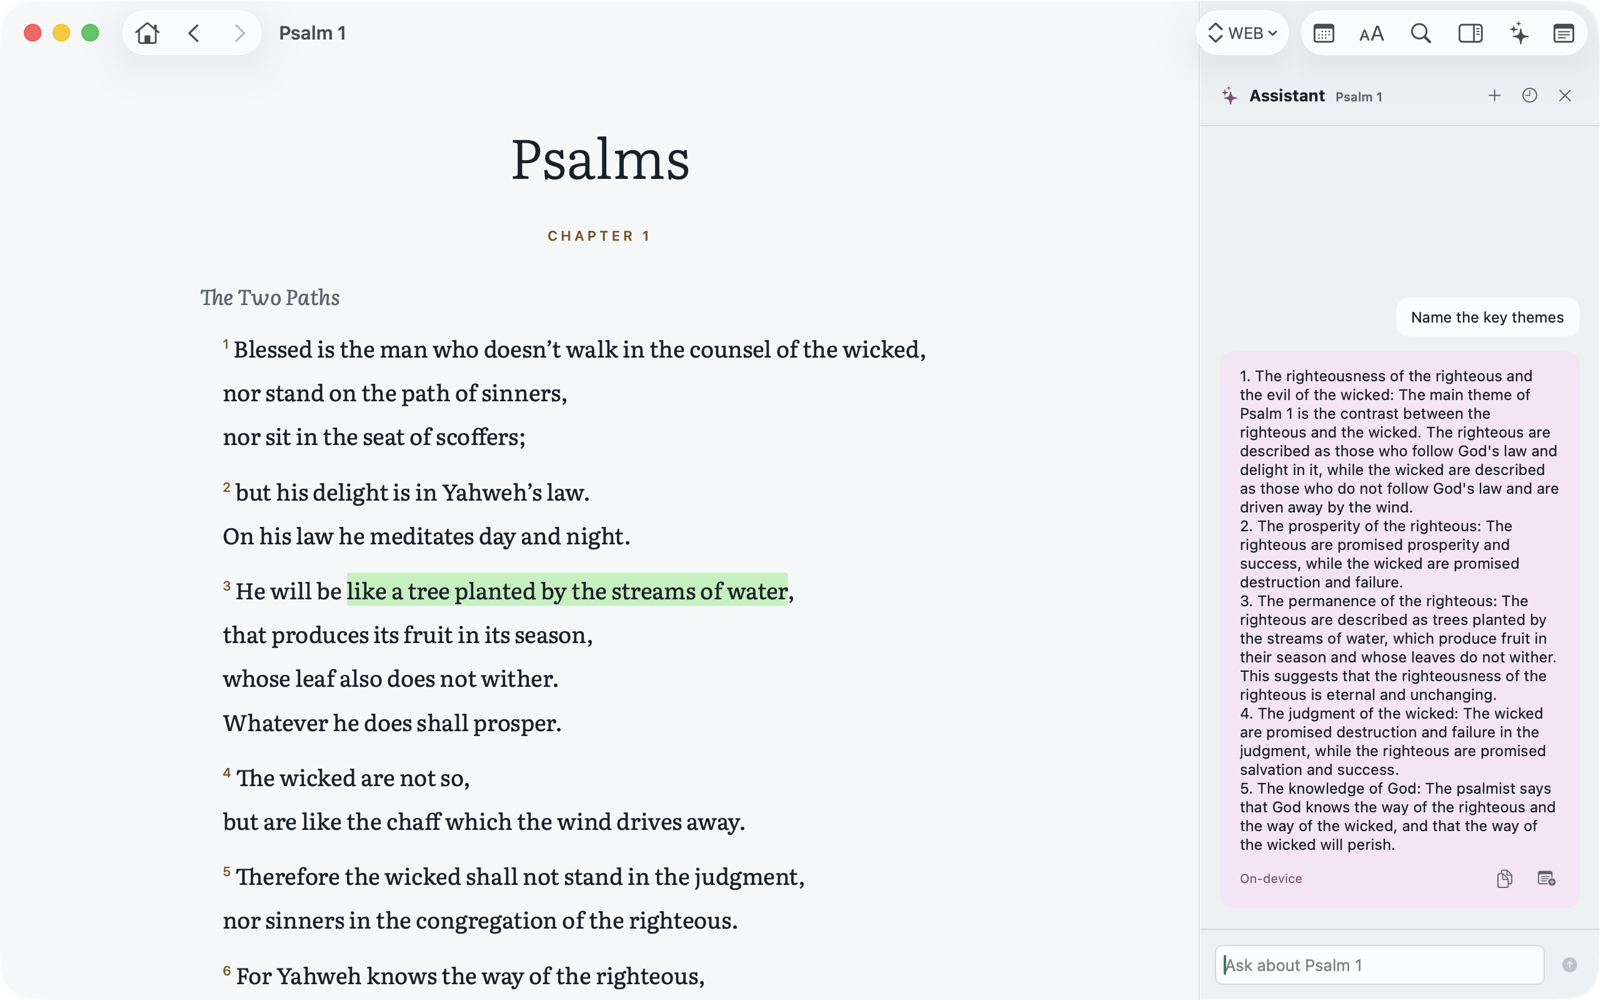 Psalm 1
WEB
AA
Assistant Psalm 1
Psalms
CHAPTER 1
The Two Paths
1 Blessed is the man who doesn’t walk in the counsel of the wicked,
nor stand on the path of sinners,
nor sit in the seat of scoffers;
2 but his delight is in Yahweh’s law.
On his law he meditates day and night.
3 He will be like a tree planted by the streams of water,
that produces its fruit in its season,
whose leaf also does not wither.
Whatever he does shall prosper.
4 The wicked are not so,
but are like the chaff which the wind drives away.
5 Therefore the wicked shall not stand in the judgment,
nor sinners in the congregation of the righteous.
6 For Yahweh knows the way of the righteous,
Name the key themes
1. The righteousness of the righteous and
the evil of the wicked: The main theme of
Psalm 1 is the contrast between the
righteous and the wicked. The righteous are
described as those who follow God's law and
delight in it, while the wicked are described
as those who do not follow God's law and are
driven away by the wind.
2. The prosperity of the righteous: The
righteous are promised prosperity and
success, while the wicked are promised
destruction and failure.
3. The permanence of the righteous: The
righteous are described as trees planted by
the streams of water, which produce fruit in
their season and whose leaves do not wither.
This suggests that the righteousness of the
righteous is eternal and unchanging.
4. The judgment of the wicked: The wicked
are promised destruction and failure in the
judgment, while the righteous are promised
salvation and success.
5. The knowledge of God: The psalmist says
that God knows the way of the righteous and
the way of the wicked, and that the way of
the wicked will perish.
On-device
Ask about Psalm 1